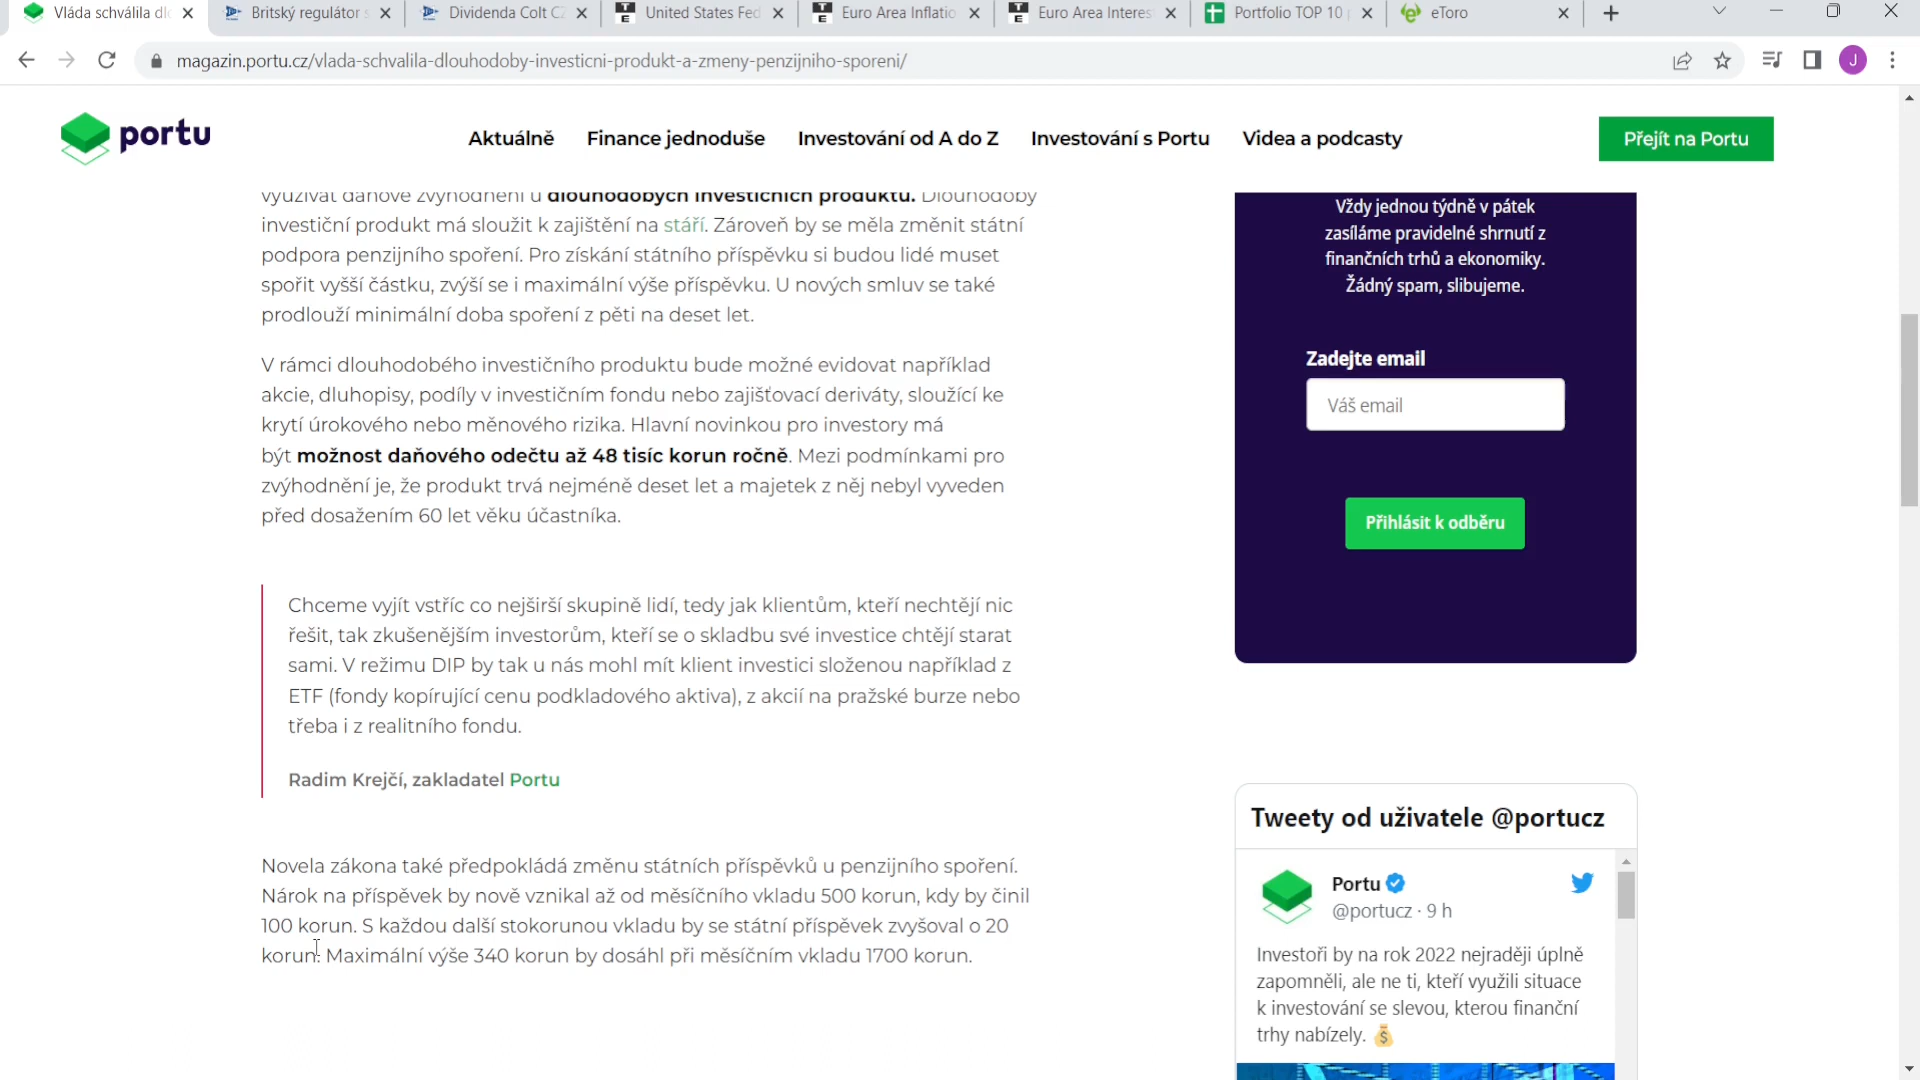 Vláda schválila dl
Britský regulátor s
Dividenda Colt CZ
United States Fed
Euro Area Inflatio
Euro Area Interes
Portfolio TOP 10
eToro
magazin.portu.cz/vlada-schvalila-dlouhodoby-investicni-produkt-a-zmeny-penzijniho-sporeni/
J
portu
Aktuálně
Finance jednoduše
Investování od A do Z
Investování s Portu
Videa a podcasty
Přejít na Portu
využívat daňové zvýhodnění u dlouhodobých investičních produktů. Dlouhodobý
investiční produkt má sloužit k zajištění na stáří. Zároveň by se měla změnit státní
podpora penzijního spoření. Pro získání státního příspěvku si budou lidé muset
spořit vyšší částku, zvýší se i maximální výše příspěvku. U nových smluv se také
prodlouží minimální doba spoření z pěti na deset let.
V rámci dlouhodobého investičního produktu bude možné evidovat například
akcie, dluhopisy, podíly v investičním fondu nebo zajišťovací deriváty, sloužící ke
krytí úrokového nebo měnového rizika. Hlavní novinkou pro investory má
být možnost daňového odečtu až 48 tisíc korun ročně. Mezi podmínkami pro
zvýhodnění je, že produkt trvá nejméně deset let a majetek z něj nebyl vyveden
před dosažením 60 let věku účastníka.
Chceme vyjít vstříc co nejširší skupině lidí, tedy jak klientům, kteří nechtějí nic
řešit, tak zkušenějším investorům, kteří se o skladbu své investice chtějí starat
sami. V režimu DIP by tak u nás mohl mít klient investici složenou například z
ETF (fondy kopírující cenu podkladového aktiva), z akcií na pražské burze nebo
třeba i z realitního fondu.
Radim Krejčí, zakladatel Portu
Novela zákona také předpokládá změnu státních příspěvků u penzijního spoření.
Nárok na příspěvek by nově vznikal až od měsíčního vkladu 500 korun, kdy by činil
100 korun. S každou další stokorunou vkladu by se státní příspěvek zvyšoval o 20
korun. Maximální výše 340 korun by dosáhl při měsíčním vkladu 1700 korun.
Vždy jednou týdně v pátek
zasíláme pravidelné shrnutí z
finančních trhů a ekonomiky.
Žádný spam, slibujeme.
Zadejte email
Váš email
Přihlásit k odběru
Tweety od uživatele @portucz
Portu
@portucz · 9 h
Investoři by na rok 2022 nejraději úplně
zapomněli, ale ne ti, kteří využili situace
k investování se slevou, kterou finanční
trhy nabízely.